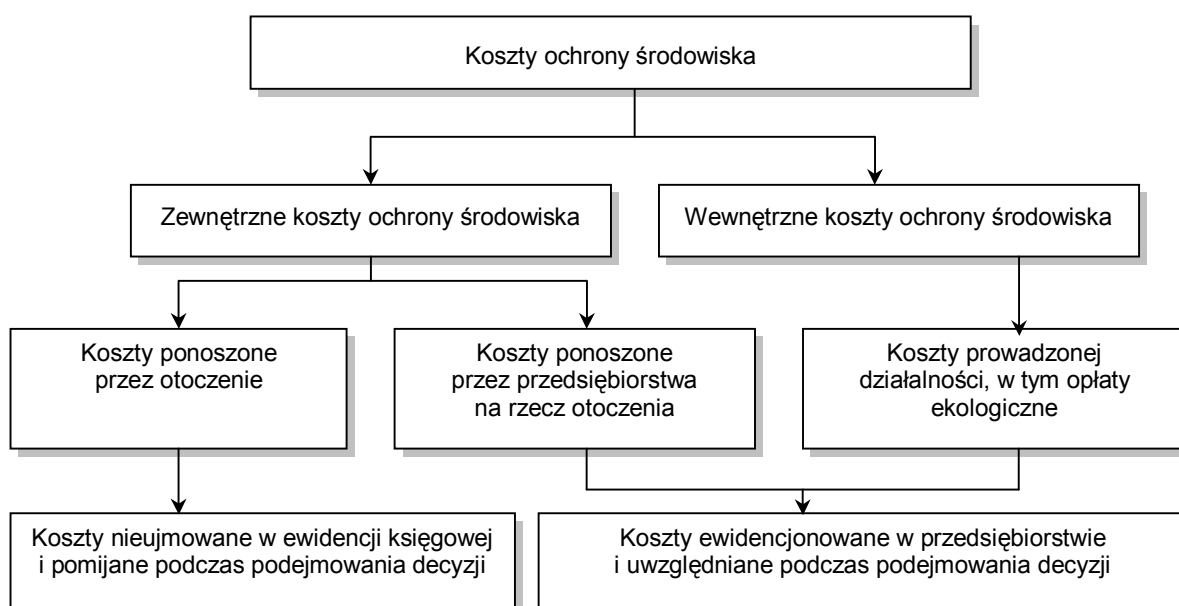 Koszty ochrony środowiska
Zewnętrzne koszty ochrony środowiska
Wewnętrzne koszty ochrony środowiska
Koszty ponoszone
przez otoczenie
Koszty ponoszone
przez przedsiębiorstwa
na rzecz otoczenia
Koszty prowadzonej
działalności, w tym opłaty
ekologiczne
Koszty nieujmowane w ewidencji księgowej
i pomijane podczas podejmowania decyzji
Koszty ewidencjonowane w przedsiębiorstwie
i uwzględniane podczas podejmowania decyzji